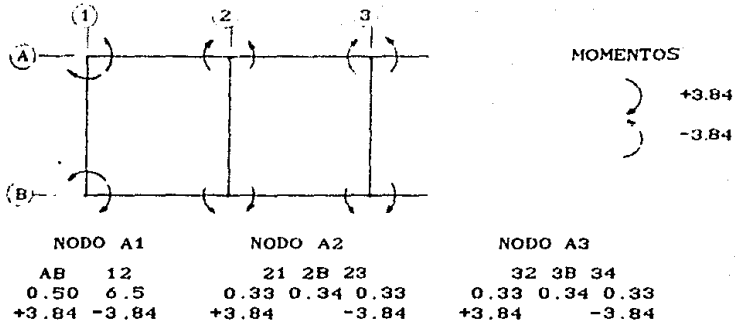 (1) 2 3
(A)
MOMENTOS
+3.84
+
-3.84
(B)
NODO A1 NODO A2 NODO A3
AB 12 21 2B 23 32 3B 34
0.50 6.5 0.33 0.34 0.33 0.33 0.34 0.33
+3.84 -3.84 +3.84 -3.84 +3.84 -3.84